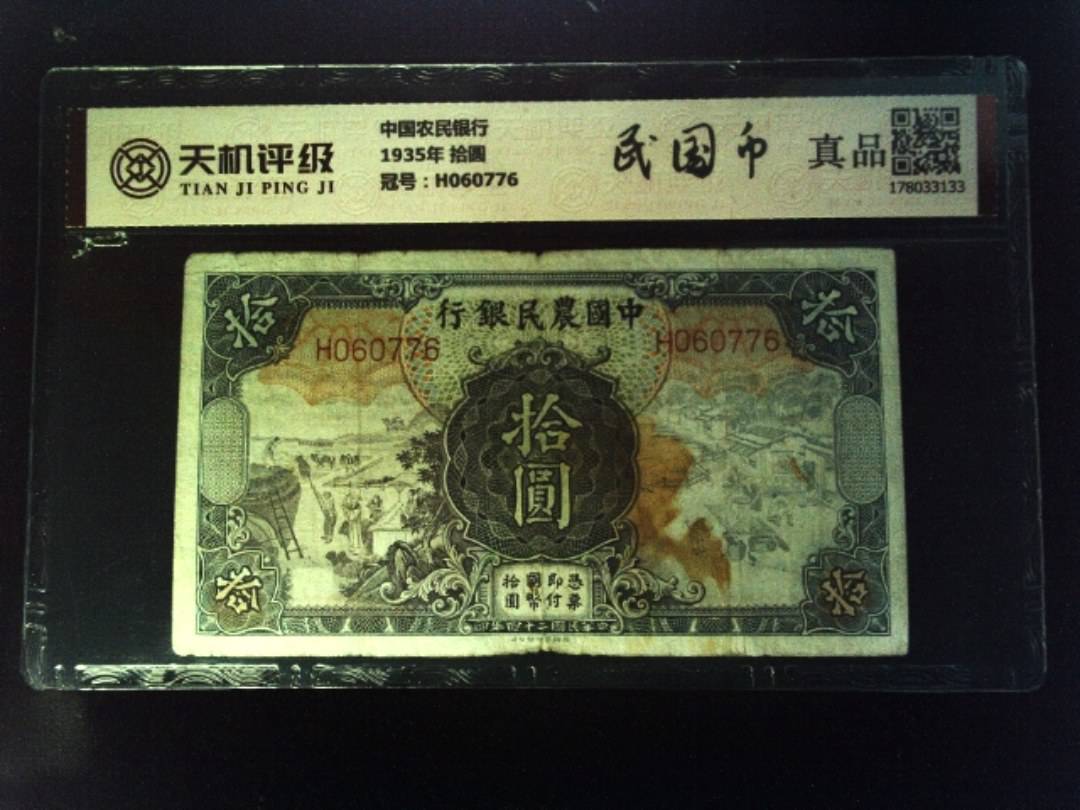 天机评级
TIAN JI PING JI
中国农民银行
1935年 拾圆
冠号：H060776
民国币
真品
178033133
行銀民農國中
拾
拾
H060776
H060776
拾
圓
憑票
即付
國幣
拾圓
拾
拾